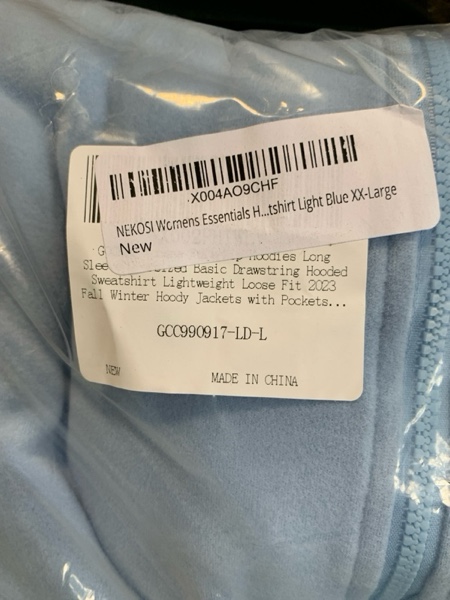 X004AO9CHF
NEKOSI Womens Essentials H...tshirt Light Blue XX-Large
New
Hoodies Long
Basic Drawstring Hooded
Sweatshirt Lightweight Loose Fit 2023
Fall Winter Hoody Jackets with Pockets...
GCC990917-LD-L
NEW
MADE IN CHINA